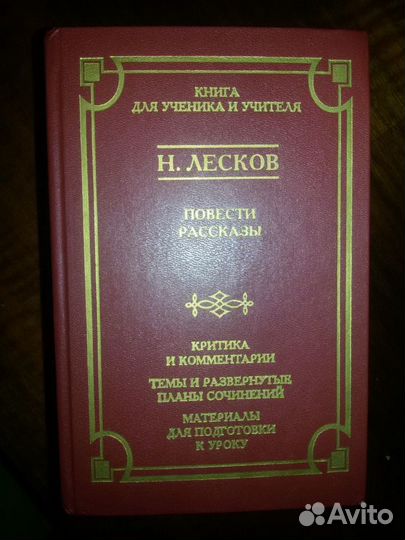 КНИГА
ДЛЯ УЧЕНИКА И УЧИТЕЛЯ
Н. ЛЕСКОВ
ПОВЕСТИ
РАССКАЗЫ
КРИТИКА
И КОММЕНТАРИИ
ТЕМЫ И РАЗВЕРНУТЫЕ
ПЛАНЫ СОЧИНЕНИЙ
МАТЕРИАЛЫ
ДЛЯ ПОДГОТОВКИ
К УРОКУ
Avito